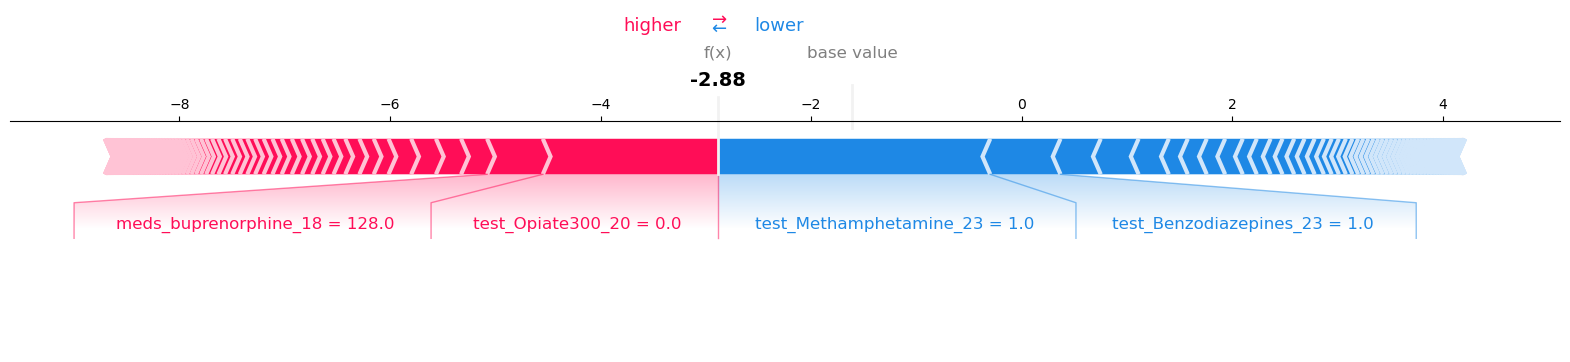 higher ⇄ lower
f(x) base value
-2.88
−8 −6 −4 −2 0 2 4
meds_buprenorphine_18 = 128.0 test_Opiate300_20 = 0.0 test_Methamphetamine_23 = 1.0 test_Benzodiazepines_23 = 1.0